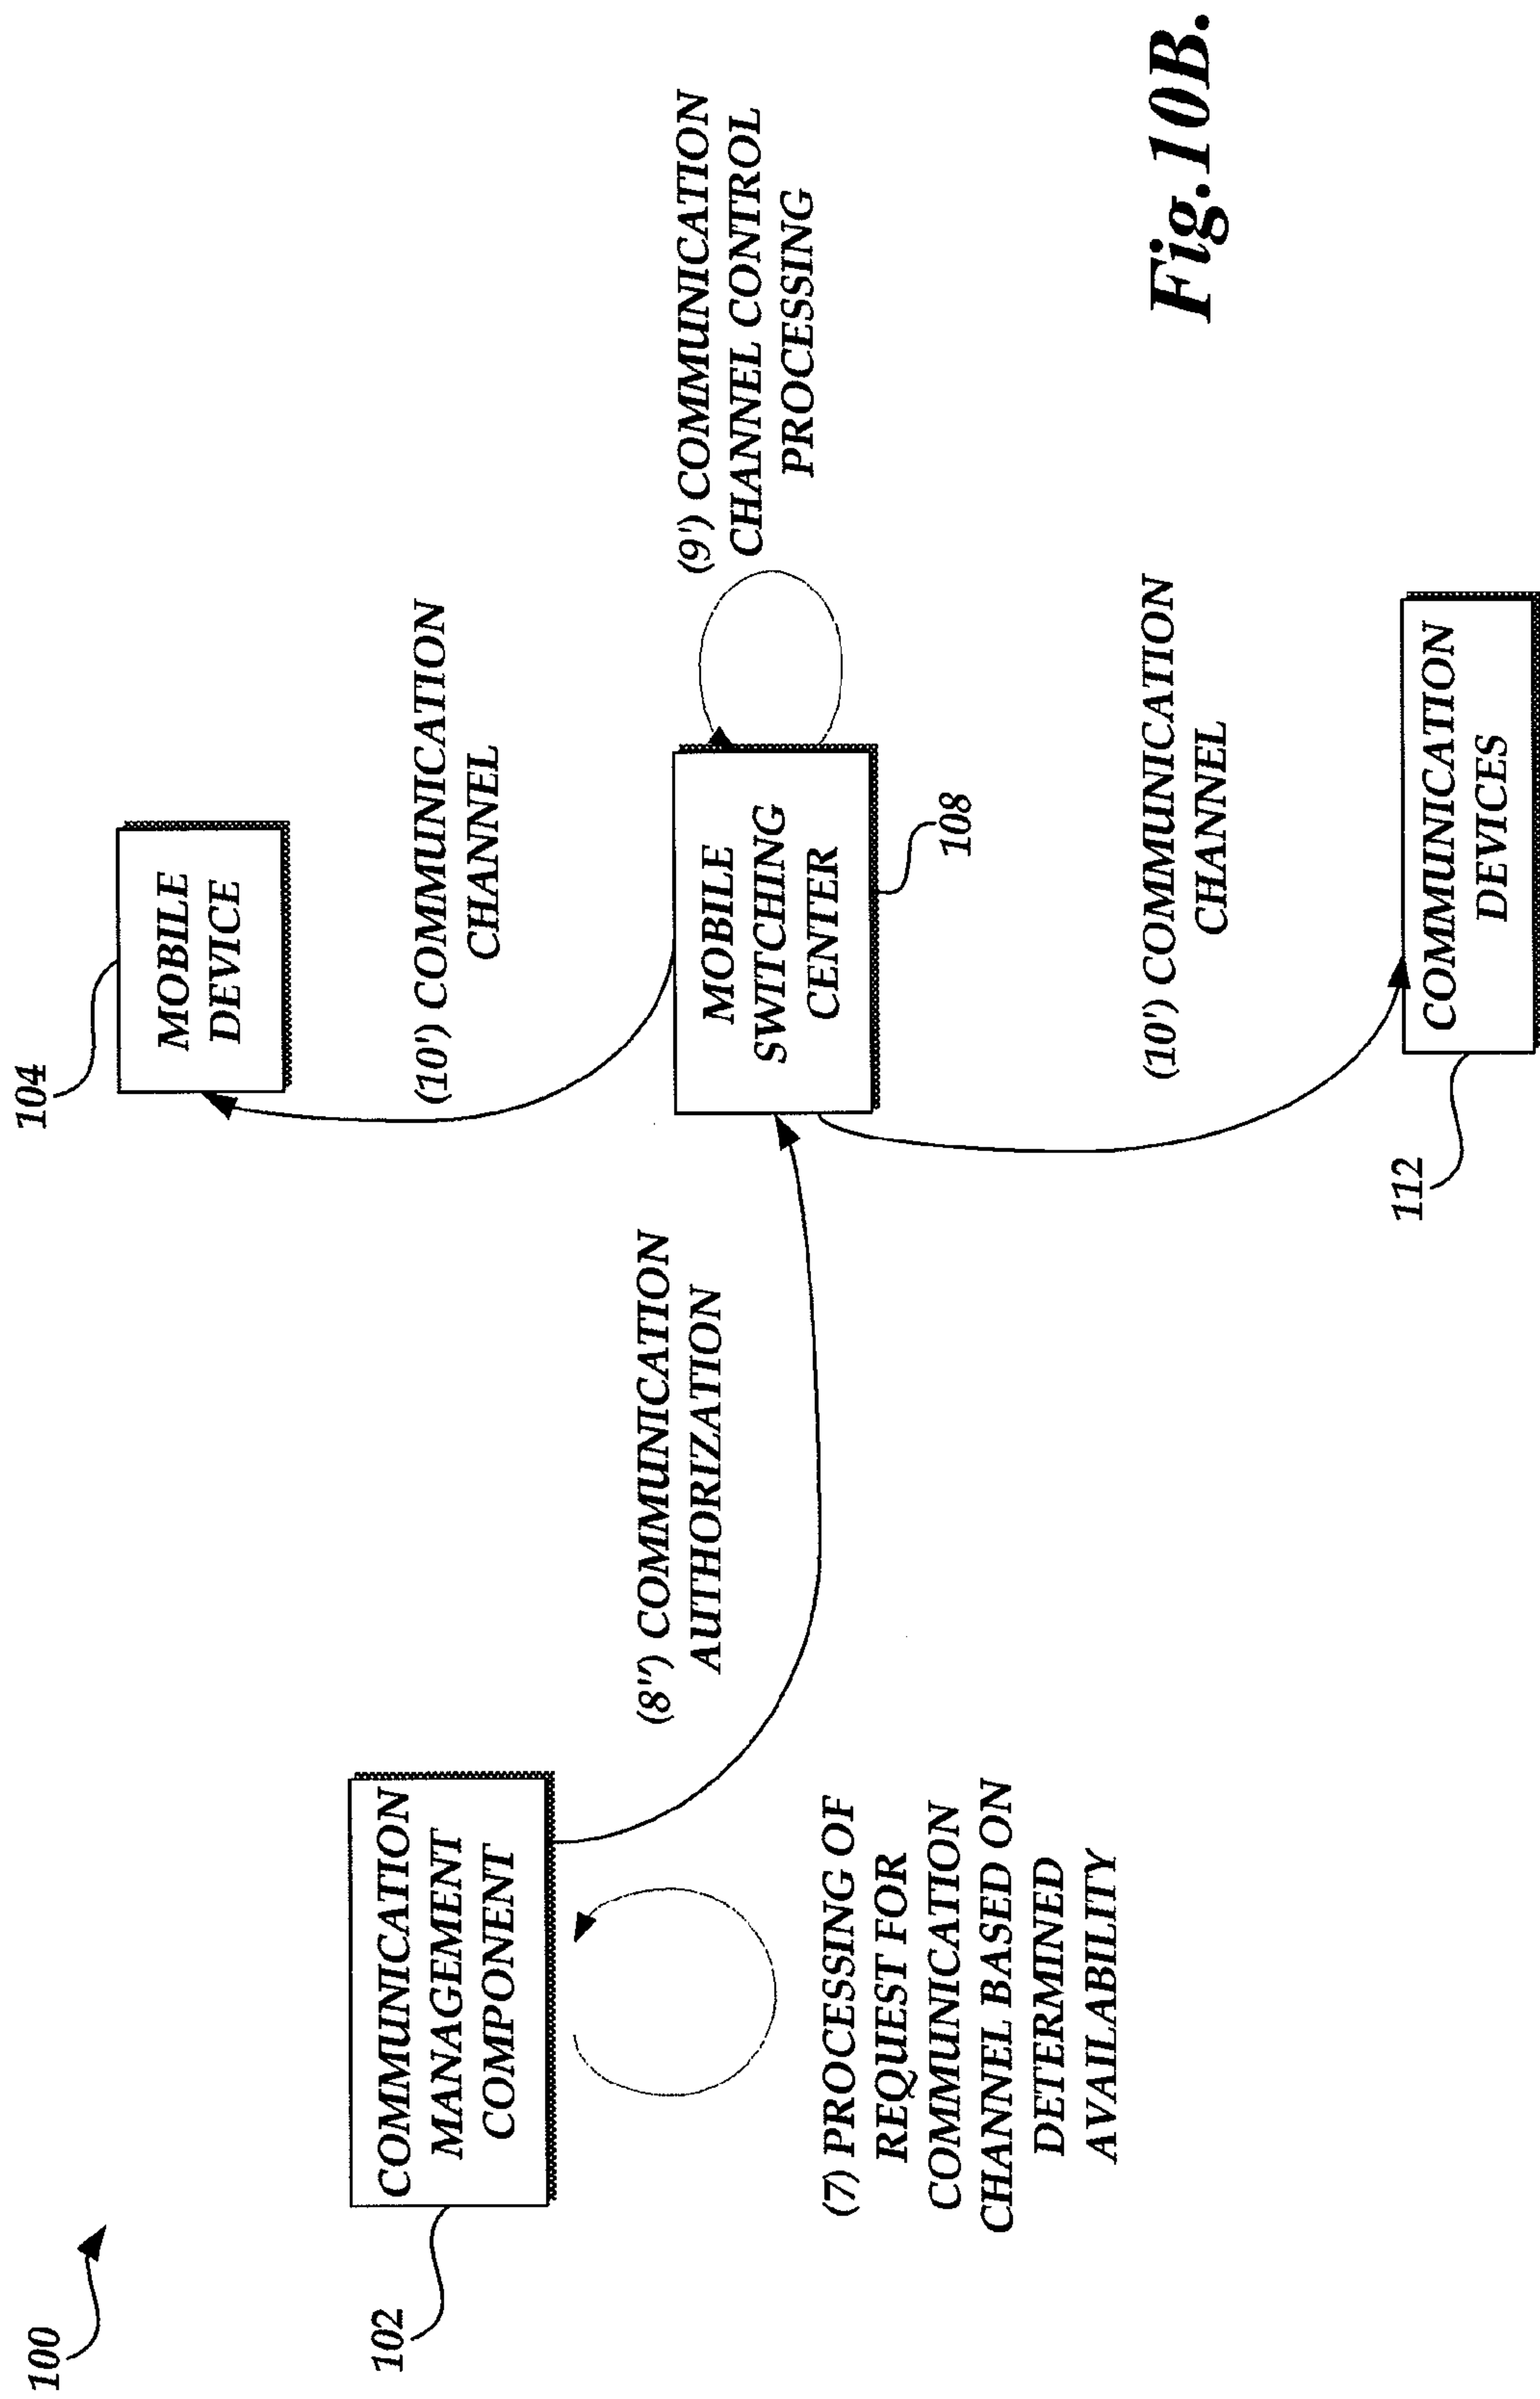 100
104
MOBILE
DEVICE
(10') COMMUNICATION
CHANNEL
102
COMMUNICATION
MANAGEMENT
COMPONENT
(8") COMMUNICATION
AUTHORIZATION
MOBILE
SWITCHING
CENTER
108
(9') COMMUNICATION
CHANNEL CONTROL
PROCESSING
(7) PROCESSING OF
REQUEST FOR
COMMUNICATION
CHANNEL BASED ON
DETERMINED
AVAILABILITY
(10') COMMUNICATION
CHANNEL
112
COMMUNICATION
DEVICES
Fig.10B.